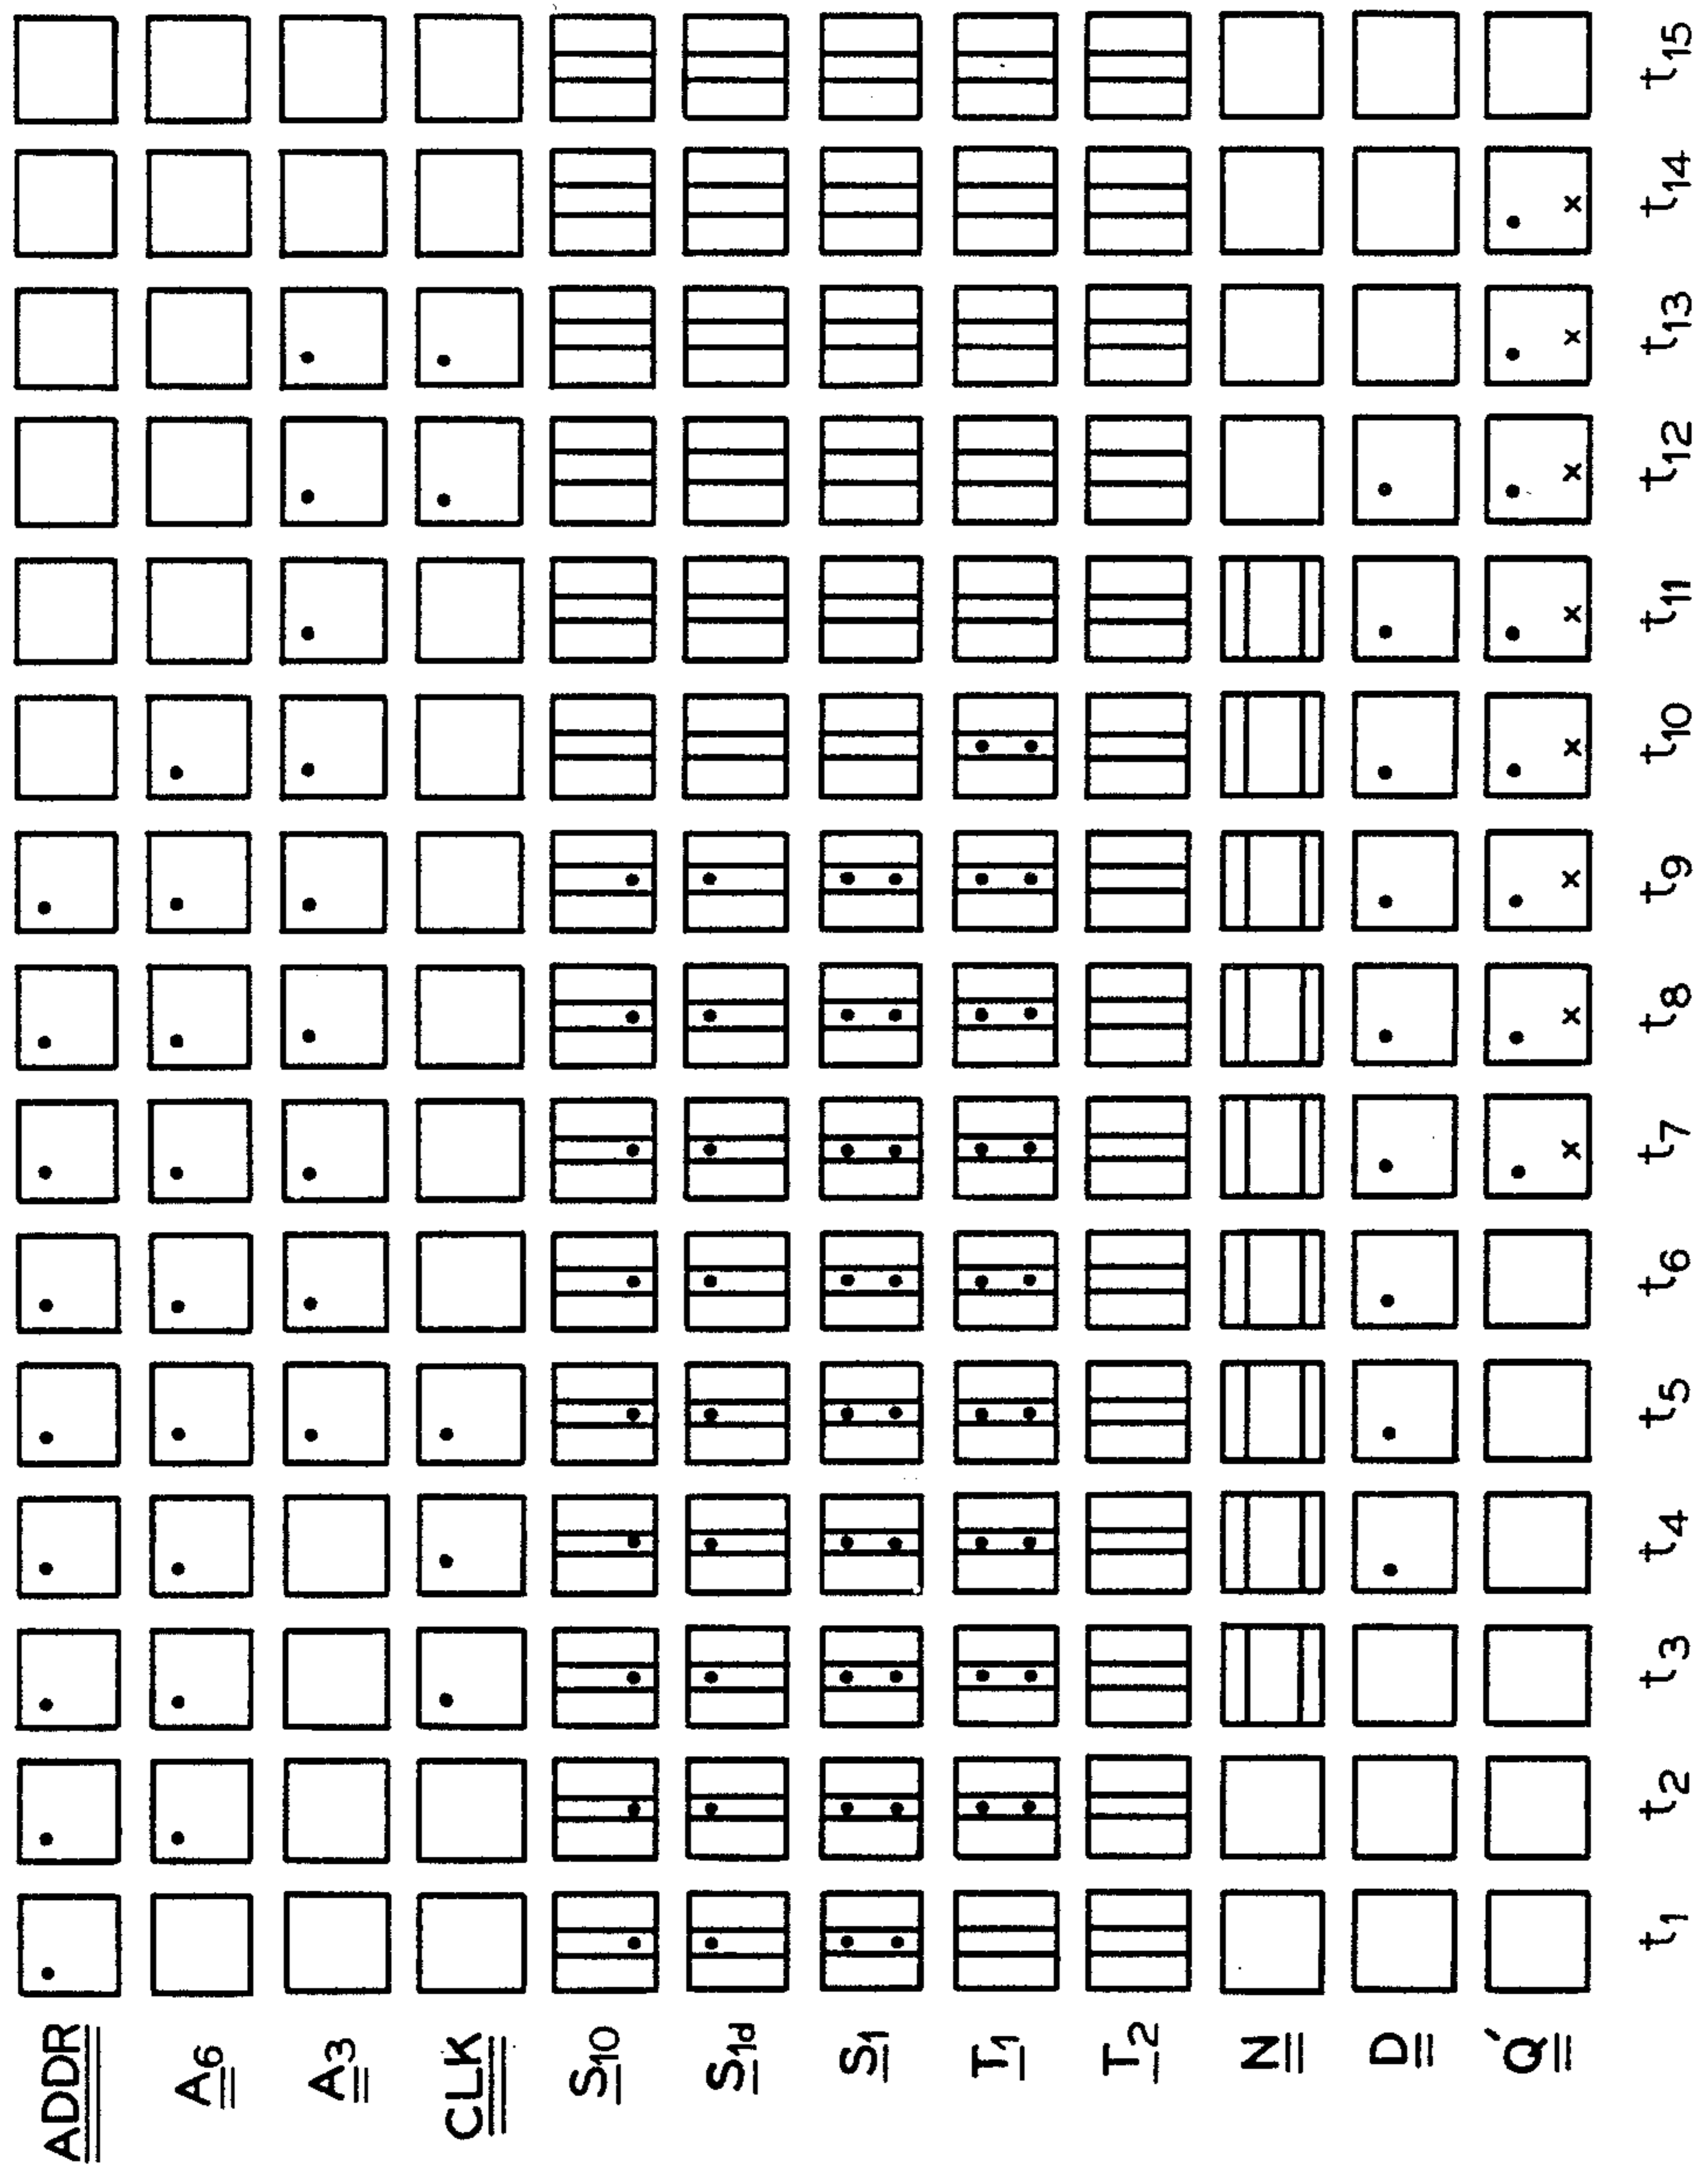 ADDR
A6
A3
CLK
S10
S1d
S1
T1
T2
N
D
Q'
t1 t2 t3 t4 t5 t6 t7 t8 t9 t10 t11 t12 t13 t14 t15